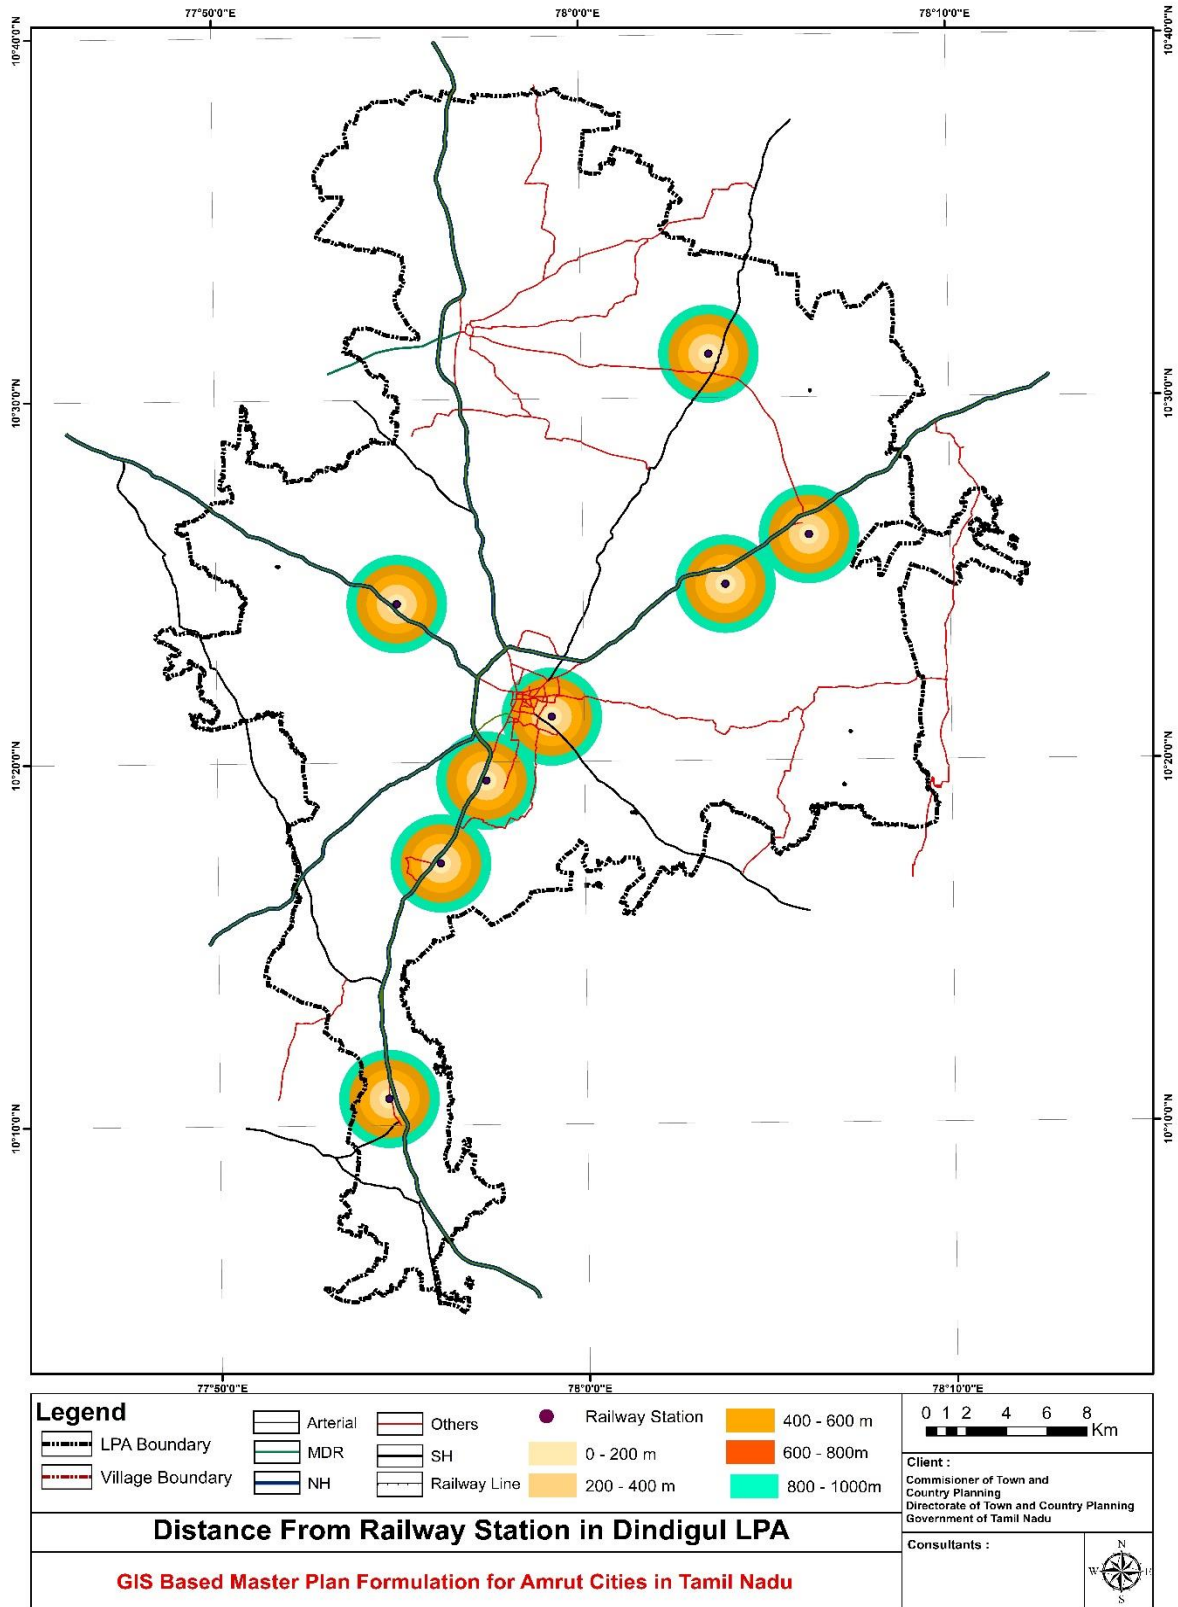 77°50'0"E 78°0'0"E 78°10'0"E
10°40'0"N 10°40'0"N
10°30'0"N 10°30'0"N
10°20'0"N 10°20'0"N
10°10'0"N 10°10'0"N
77°50'0"E 78°0'0"E 78°10'0"E
Legend
LPA Boundary
Village Boundary
Arterial
MDR
NH
Others
SH
Railway Line
Railway Station
0 - 200 m
200 - 400 m
400 - 600 m
600 - 800m
800 - 1000m
0 1 2 4 6 8
Km
Client :
Commisioner of Town and
Country Planning
Directorate of Town and Country Planning
Government of Tamil Nadu
Distance From Railway Station in Dindigul LPA
GIS Based Master Plan Formulation for Amrut Cities in Tamil Nadu
Consultants :
N
W E
S